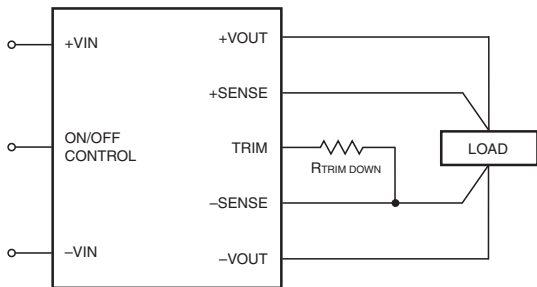 +VIN
ON/OFF
CONTROL
–VIN
+VOUT
+SENSE
TRIM
–SENSE
–VOUT
RTRIM DOWN
LOAD